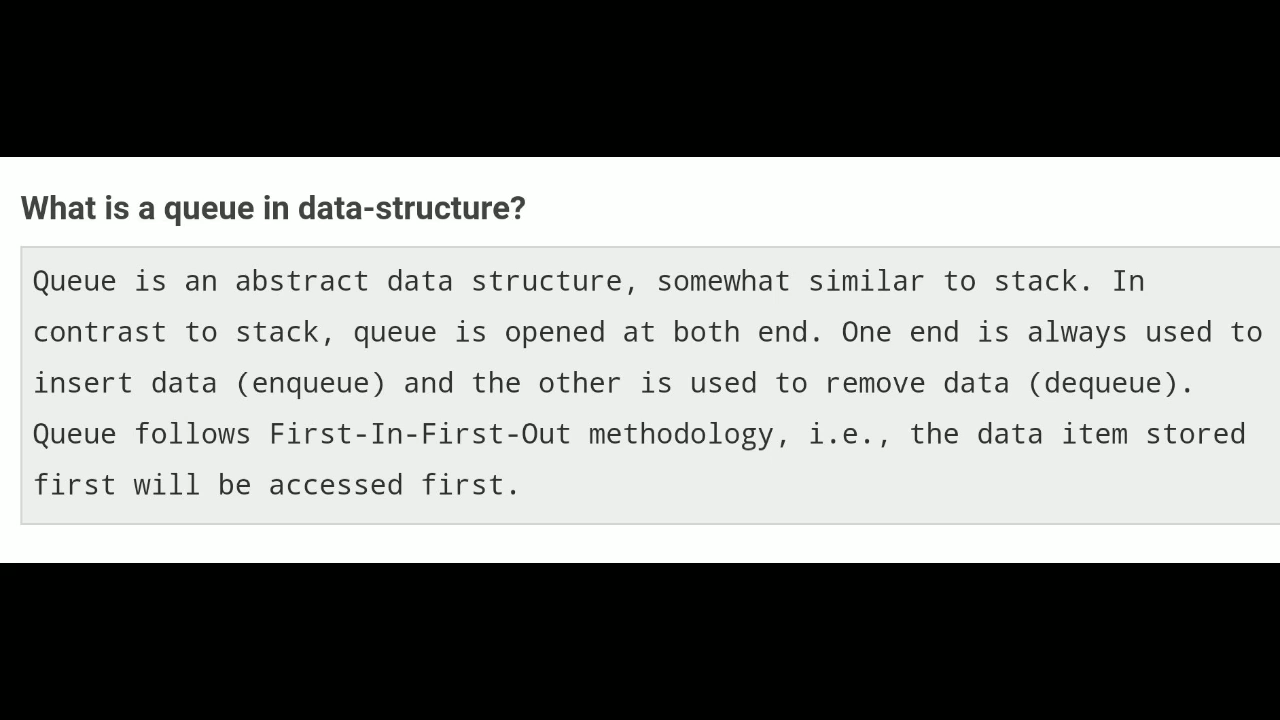 What is a queue in data-structure?
Queue is an abstract data structure, somewhat similar to stack. In
contrast to stack, queue is opened at both end. One end is always used to
insert data (enqueue) and the other is used to remove data (dequeue).
Queue follows First-In-First-Out methodology, i.e., the data item stored
first will be accessed first.